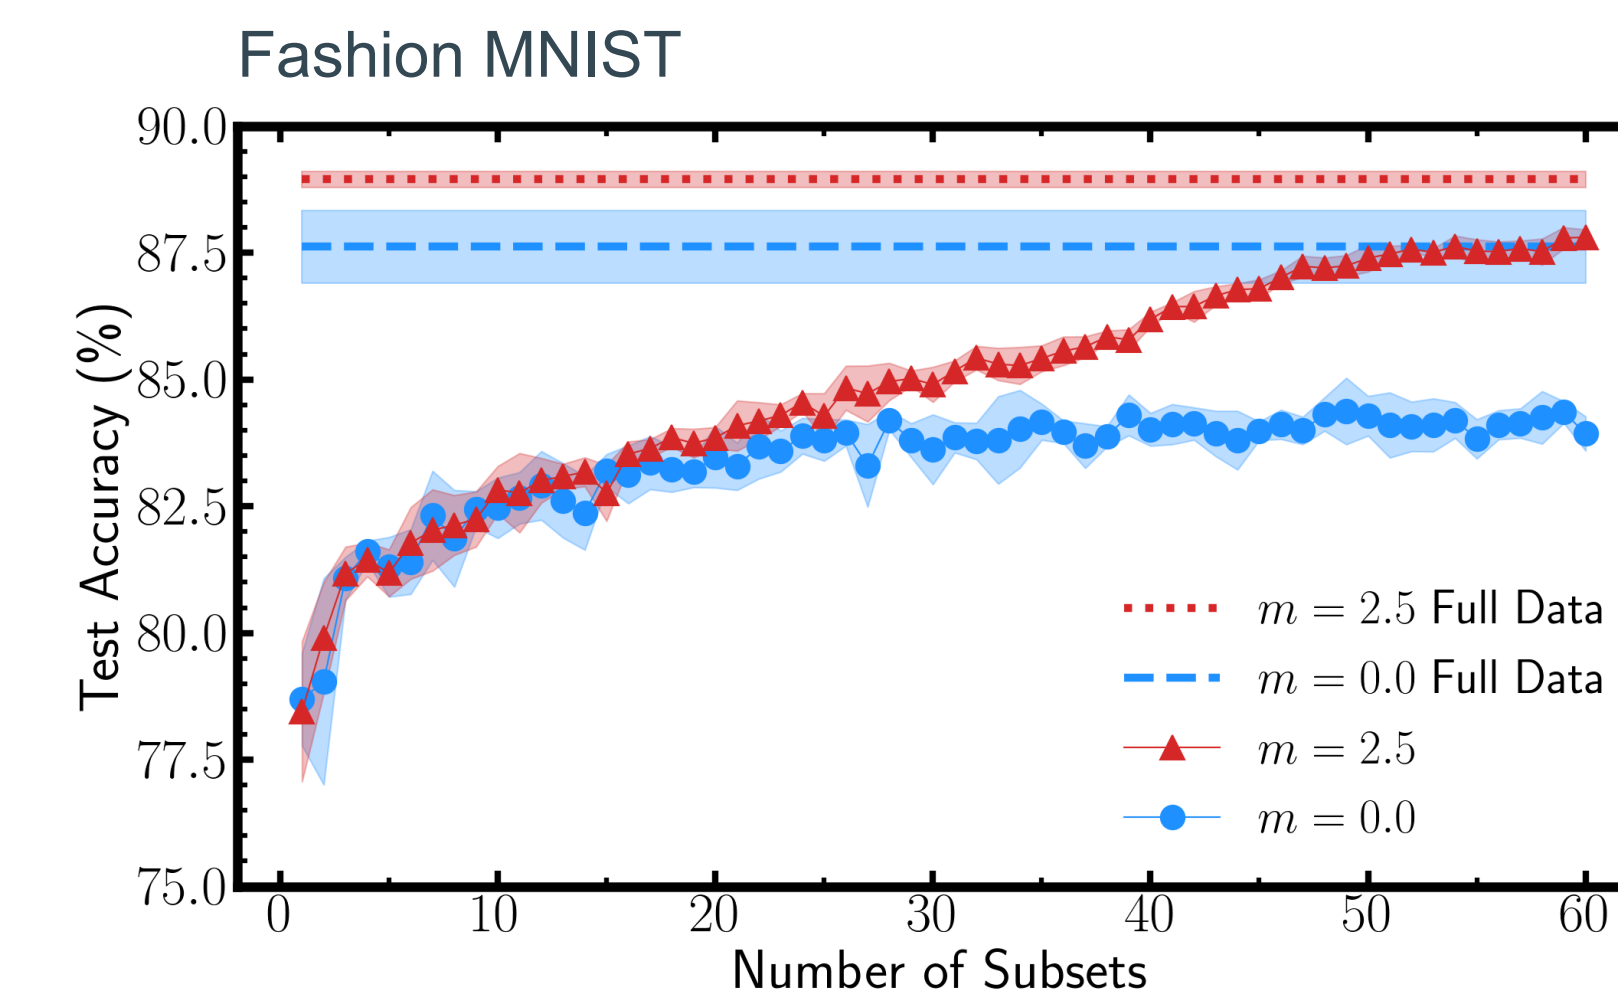 Fashion MNIST
90.0
87.5
85.0
82.5
80.0
77.5
75.0
Test Accuracy (%)
m = 2.5 Full Data
m = 0.0 Full Data
m = 2.5
m = 0.0
0 10 20 30 40 50 60
Number of Subsets